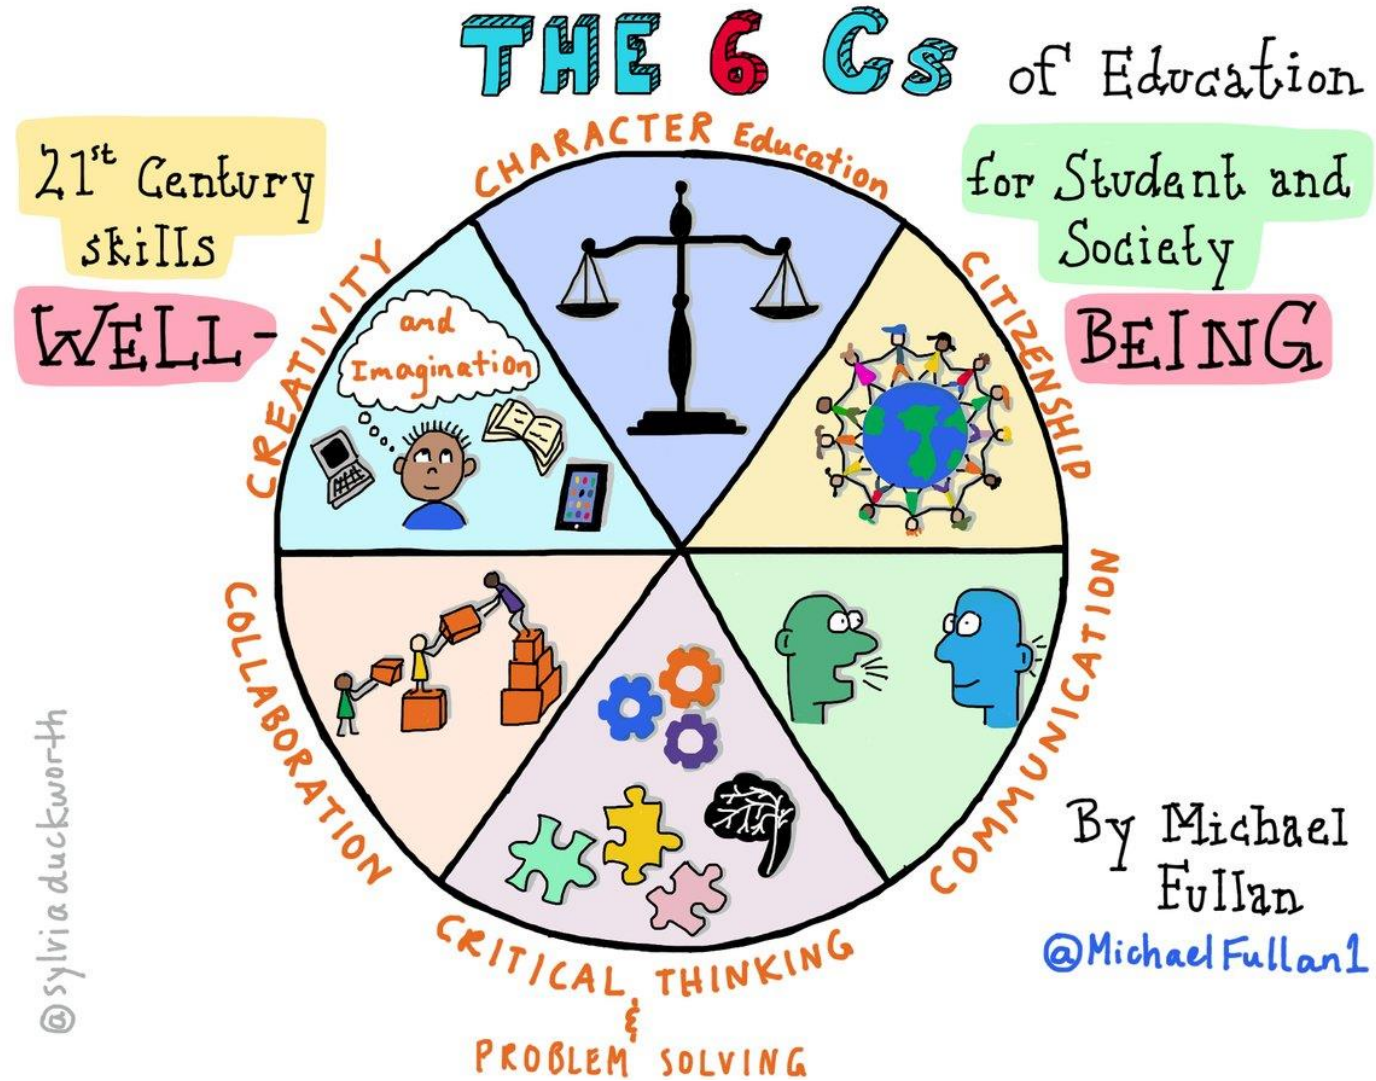 THE 6 Cs of Education
21st Century
skills
WELL-
for Student and
Society
BEING
CHARACTER Education
CITIZENSHIP
COMMUNICATION
CRITICAL THINKING
&
PROBLEM SOLVING
COLLABORATION
CREATIVITY
and
Imagination
By Michael
Fullan
@MichaelFullan1
@sylviaduckworth